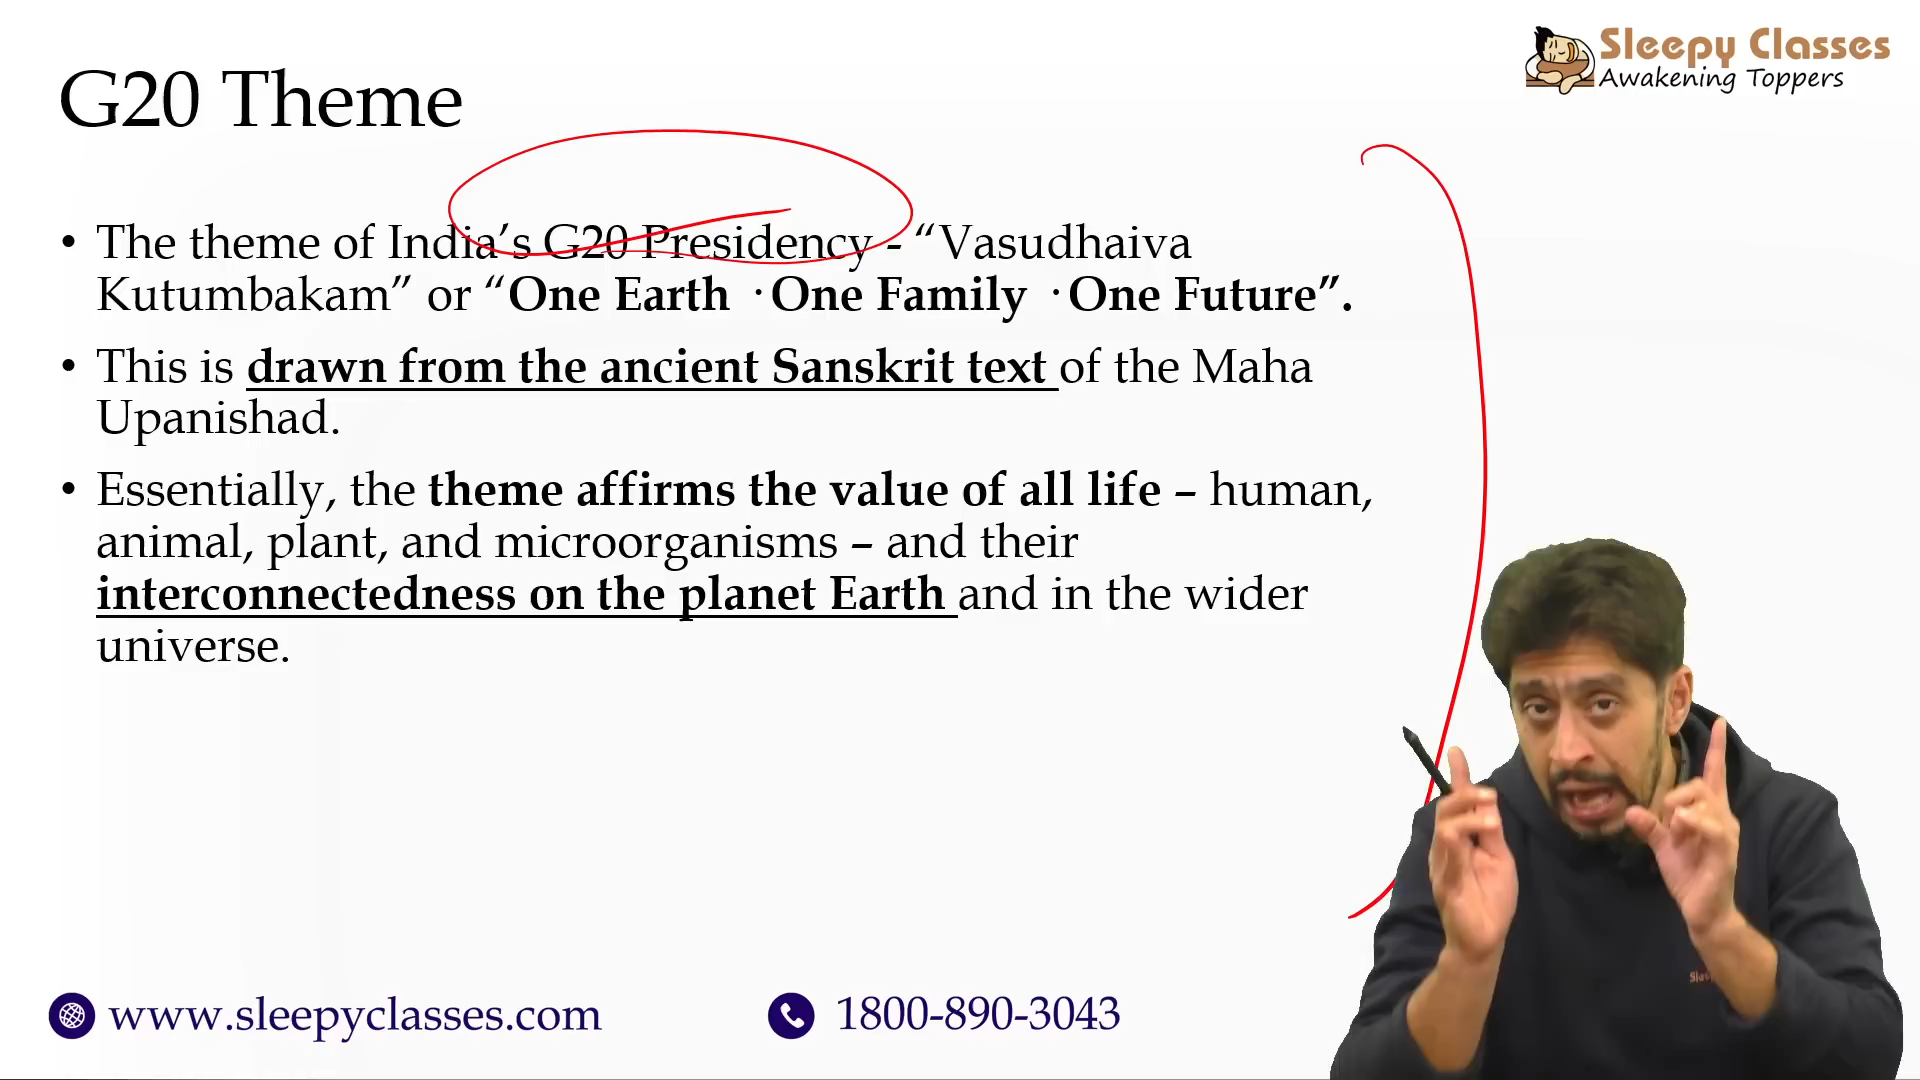 Sleepy Classes
Awakening Toppers
G20 Theme
• The theme of India’s G20 Presidency - “Vasudhaiva
Kutumbakam” or “One Earth · One Family · One Future”.
• This is drawn from the ancient Sanskrit text of the Maha
Upanishad.
• Essentially, the theme affirms the value of all life – human,
animal, plant, and microorganisms – and their
interconnectedness on the planet Earth and in the wider
universe.
www.sleepyclasses.com
1800-890-3043